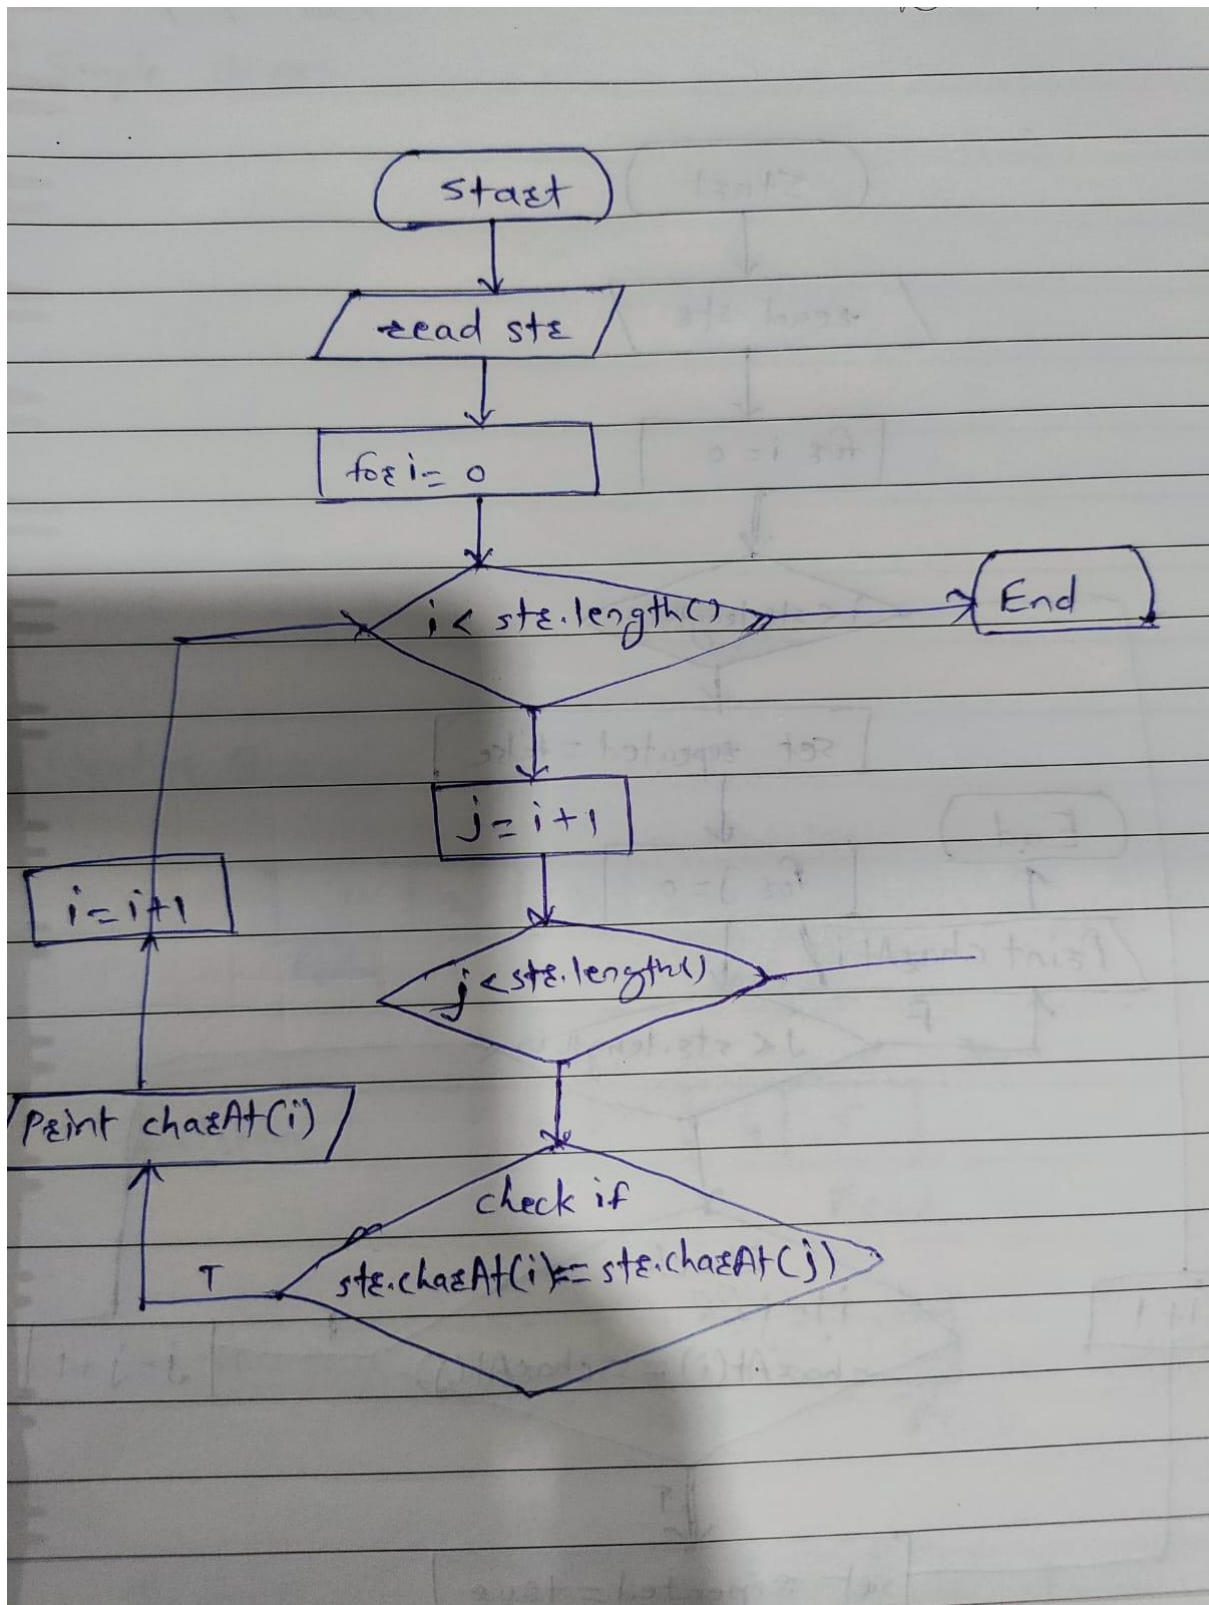 Start
read str
for i = 0
i < str.length()
End
j = i+1
i = i+1
j < str.length()
Print charAt(i)
check if
T
str.charAt(i) == str.charAt(j)